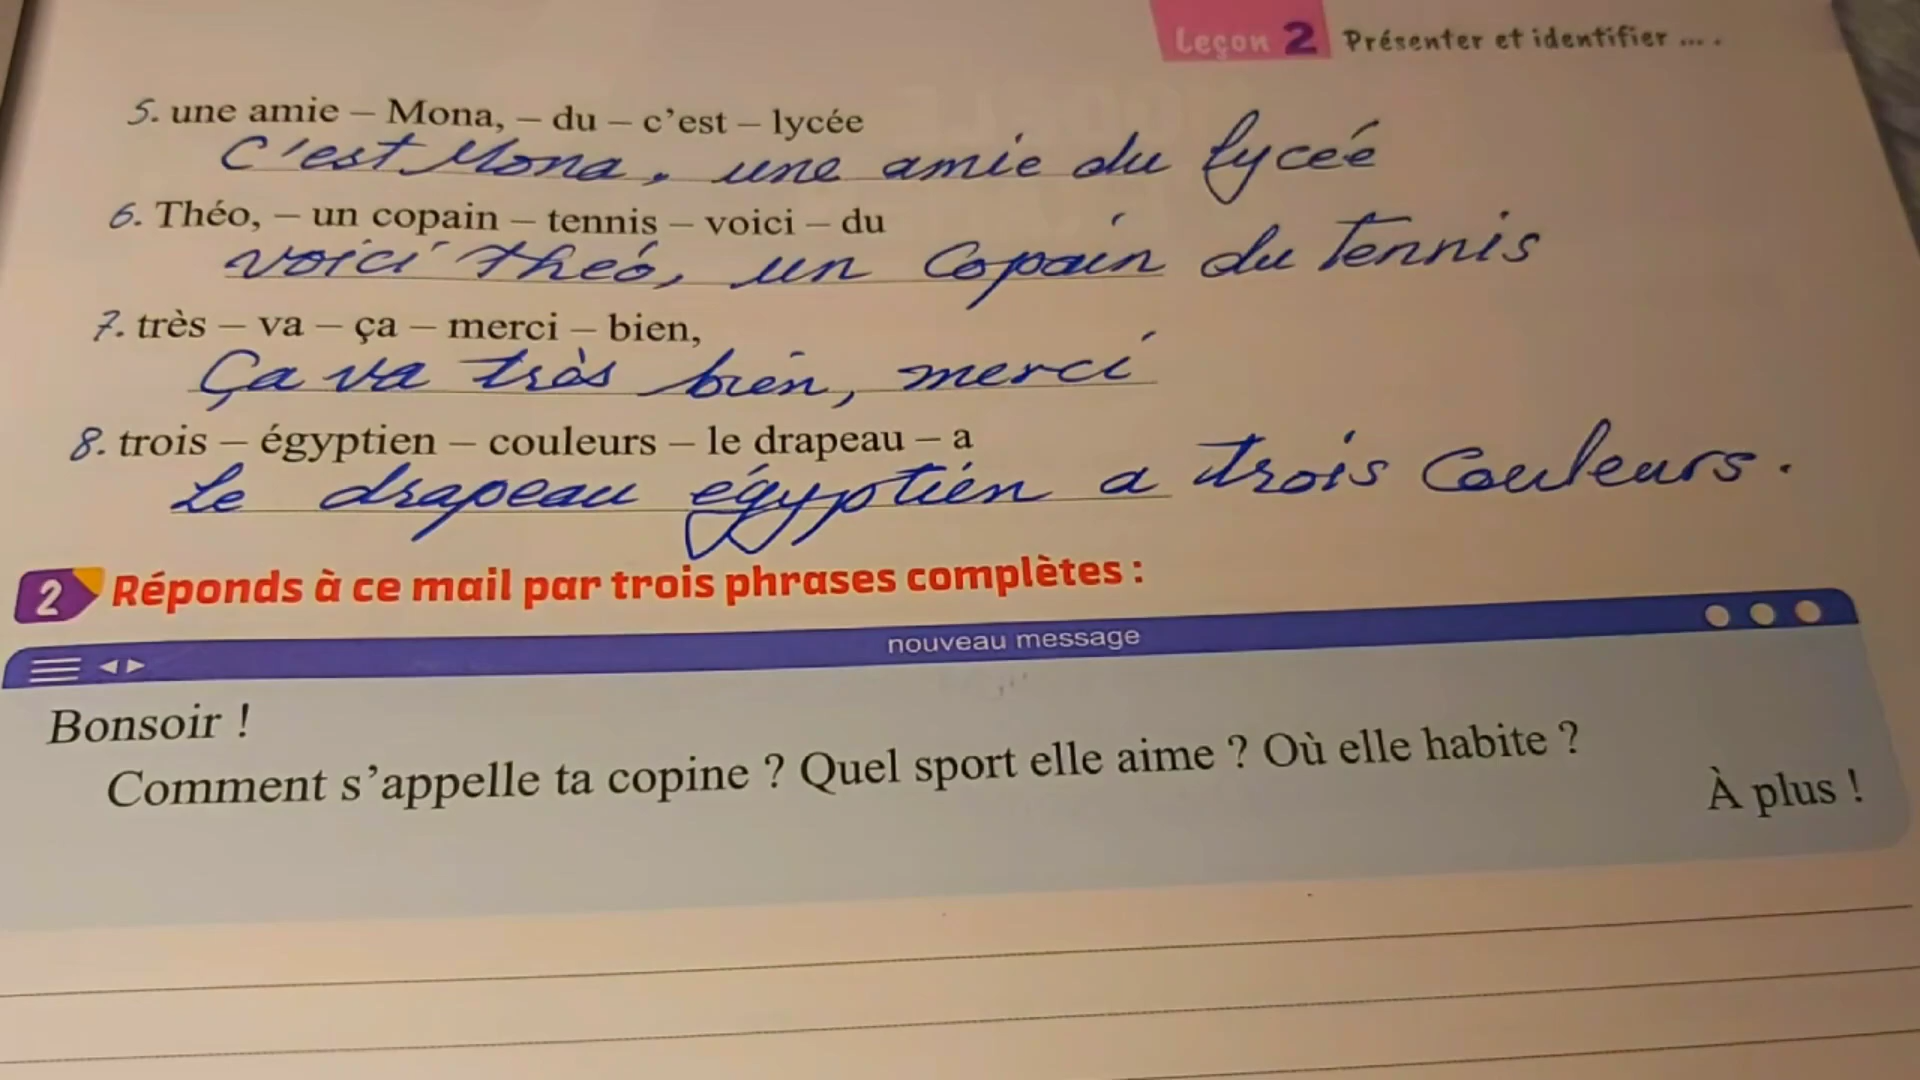 Leçon 2 Présenter et identifier ... .
5. une amie – Mona, – du – c'est – lycée
C'est Mona, une amie du lyceé
6. Théo, – un copain – tennis – voici – du
voici Theó, un Copain du Tennis
7. très – va – ça – merci – bien,
Ça va très bien, merci
8. trois – égyptien – couleurs – le drapeau – a
Le drapeau égyptien a trois Couleurs.
2 Réponds à ce mail par trois phrases complètes :
nouveau message
Bonsoir !
Comment s'appelle ta copine ? Quel sport elle aime ? Où elle habite ?
À plus !